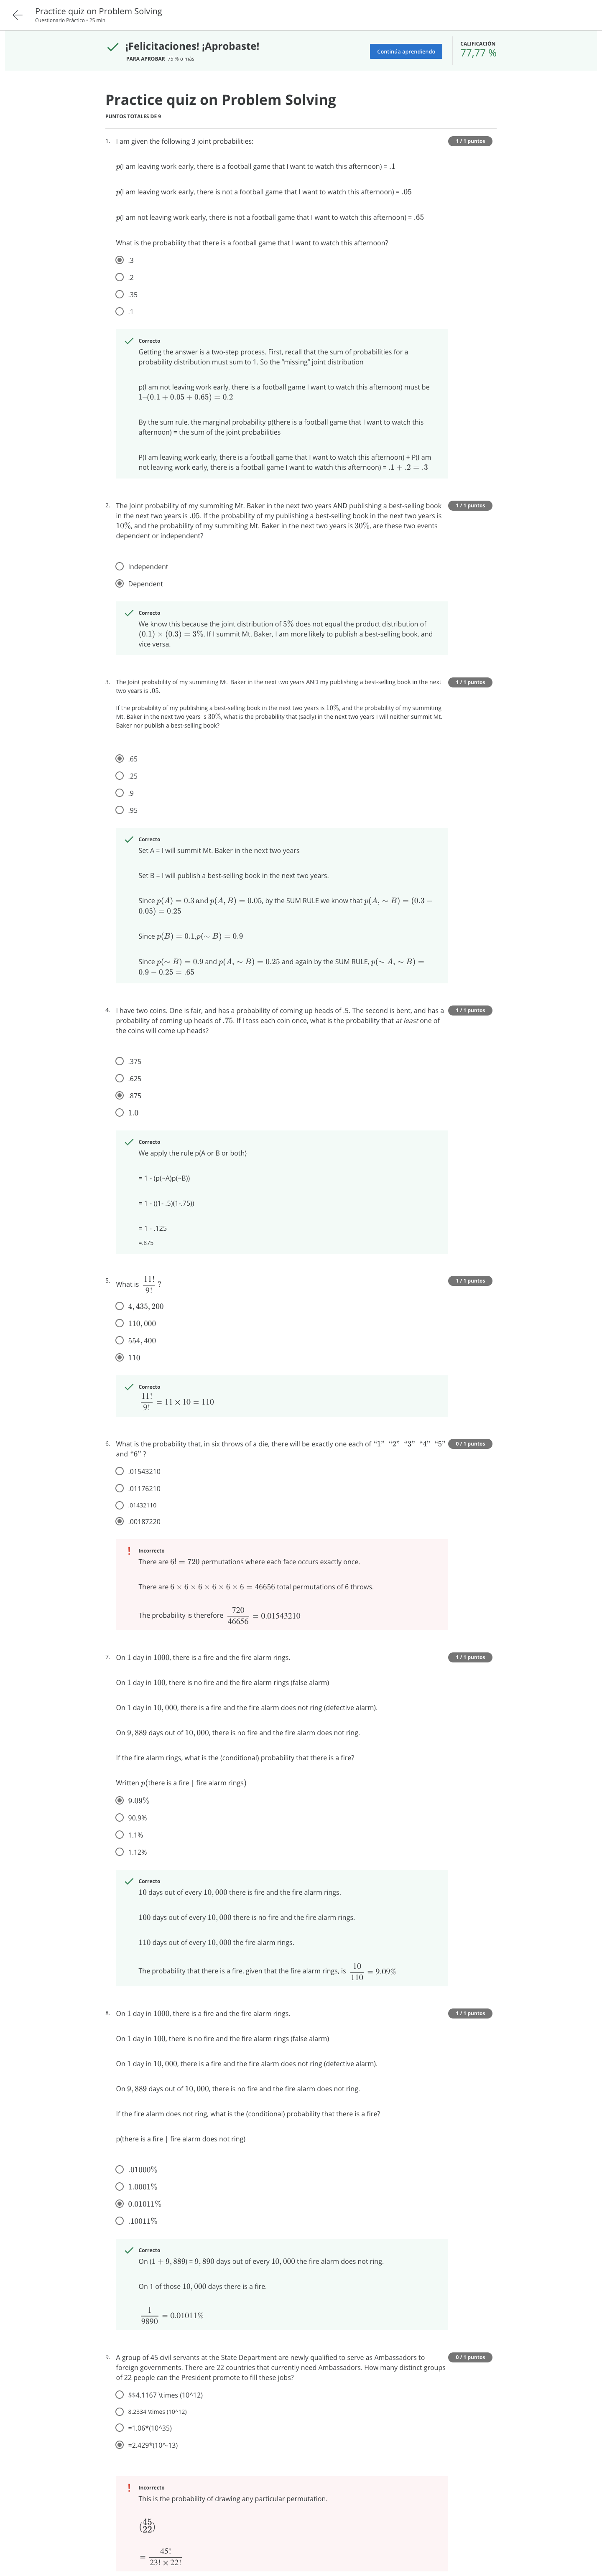 Practice quiz on Problem Solving
Cuestionario Práctico • 25 min
¡Felicitaciones! ¡Aprobaste!
PARA APROBAR 75 % o más
Continúa aprendiendo
CALIFICACIÓN
77,77 %
Practice quiz on Problem Solving
PUNTOS TOTALES DE 9
1. I am given the following 3 joint probabilities:
1 / 1 puntos
p(I am leaving work early, there is a football game that I want to watch this afternoon) = .1
p(I am leaving work early, there is not a football game that I want to watch this afternoon) = .05
p(I am not leaving work early, there is not a football game that I want to watch this afternoon) = .65
What is the probability that there is a football game that I want to watch this afternoon?
.3
.2
.35
.1
Correcto
Getting the answer is a two-step process. First, recall that the sum of probabilities for a
probability distribution must sum to 1. So the “missing” joint distribution
p(I am not leaving work early, there is a football game I want to watch this afternoon) must be
1–(0.1 + 0.05 + 0.65) = 0.2
By the sum rule, the marginal probability p(there is a football game that I want to watch this
afternoon) = the sum of the joint probabilities
P(I am leaving work early, there is a football game that I want to watch this afternoon) + P(I am
not leaving work early, there is a football game I want to watch this afternoon) = .1 + .2 = .3
2. The Joint probability of my summiting Mt. Baker in the next two years AND publishing a best-selling book
1 / 1 puntos
in the next two years is .05. If the probability of my publishing a best-selling book in the next two years is
10%, and the probability of my summiting Mt. Baker in the next two years is 30%, are these two events
dependent or independent?
Independent
Dependent
Correcto
We know this because the joint distribution of 5% does not equal the product distribution of
(0.1) × (0.3) = 3%. If I summit Mt. Baker, I am more likely to publish a best-selling book, and
vice versa.
3. The Joint probability of my summiting Mt. Baker in the next two years AND my publishing a best-selling book in the next
1 / 1 puntos
two years is .05.
If the probability of my publishing a best-selling book in the next two years is 10%, and the probability of my summiting
Mt. Baker in the next two years is 30%, what is the probability that (sadly) in the next two years I will neither summit Mt.
Baker nor publish a best-selling book?
.65
.25
.9
.95
Correcto
Set A = I will summit Mt. Baker in the next two years
Set B = I will publish a best-selling book in the next two years.
Since p(A) = 0.3 and p(A, B) = 0.05, by the SUM RULE we know that p(A, ∼ B) = (0.3 −
0.05) = 0.25
Since p(B) = 0.1,p(∼ B) = 0.9
Since p(∼ B) = 0.9 and p(A, ∼ B) = 0.25 and again by the SUM RULE, p(∼ A, ∼ B) =
0.9 − 0.25 = .65
4. I have two coins. One is fair, and has a probability of coming up heads of .5. The second is bent, and has a
1 / 1 puntos
probability of coming up heads of .75. If I toss each coin once, what is the probability that at least one of
the coins will come up heads?
.375
.625
.875
1.0
Correcto
We apply the rule p(A or B or both)
= 1 - (p(~A)p(~B))
= 1 - ((1- .5)(1-.75))
= 1 - .125
=.875
5. What is 11!/9! ?
1 / 1 puntos
4, 435, 200
110, 000
554, 400
110
Correcto
11!/9! = 11 × 10 = 110
6. What the probability that, in six throws of a die, there will be exactly one each of “1” “2” “3” “4” “5”
0 / 1 puntos
and “6” ?
.01543210
.01176210
.01432110
.00187220
Incorrecto
There are 6! = 720 permutations where each face occurs exactly once.
There are 6 × 6 × 6 × 6 × 6 × 6 = 46656 total permutations of 6 throws.
The probability is therefore 720/46656 = 0.01543210
7. On 1 day in 1000, there is a fire and the fire alarm rings.
1 / 1 puntos
On 1 day in 100, there is no fire and the fire alarm rings (false alarm)
On 1 day in 10, 000, there is a fire and the fire alarm does not ring (defective alarm).
On 9, 889 days out of 10, 000, there is no fire and the fire alarm does not ring.
If the fire alarm rings, what is the (conditional) probability that there is a fire?
Written p(there is a fire | fire alarm rings)
9.09%
90.9%
1.1%
1.12%
Correcto
10 days out of every 10, 000 there is fire and the fire alarm rings.
100 days out of every 10, 000 there is no fire and the fire alarm rings.
110 days out of every 10, 000 the fire alarm rings.
The probability that there is a fire, given that the fire alarm rings, is 10/110 = 9.09%
8. On 1 day in 1000, there is a fire and the fire alarm rings.
1 / 1 puntos
On 1 day in 100, there is no fire and the fire alarm rings (false alarm)
On 1 day in 10, 000, there is a fire and the fire alarm does not ring (defective alarm).
On 9, 889 days out of 10, 000, there is no fire and the fire alarm does not ring.
If the fire alarm does not ring, what is the (conditional) probability that there is a fire?
p(there is a fire | fire alarm does not ring)
.01000%
1.0001%
0.01011%
.10011%
Correcto
On (1 + 9, 889) = 9, 890 days out of every 10, 000 the fire alarm does not ring.
On 1 of those 10, 000 days there is a fire.
1/9890 = 0.01011%
9. A group of 45 civil servants at the State Department are newly qualified to serve as Ambassadors to
0 / 1 puntos
foreign governments. There are 22 countries that currently need Ambassadors. How many distinct groups
of 22 people can the President promote to fill these jobs?
$$4.1167 \times (10^12)
8.2334 \times (10^12)
=1.06*(10^35)
=2.429*(10^-13)
Incorrecto
This is the probability of drawing any particular permutation.
(45 22)
= 45!/23! × 22!